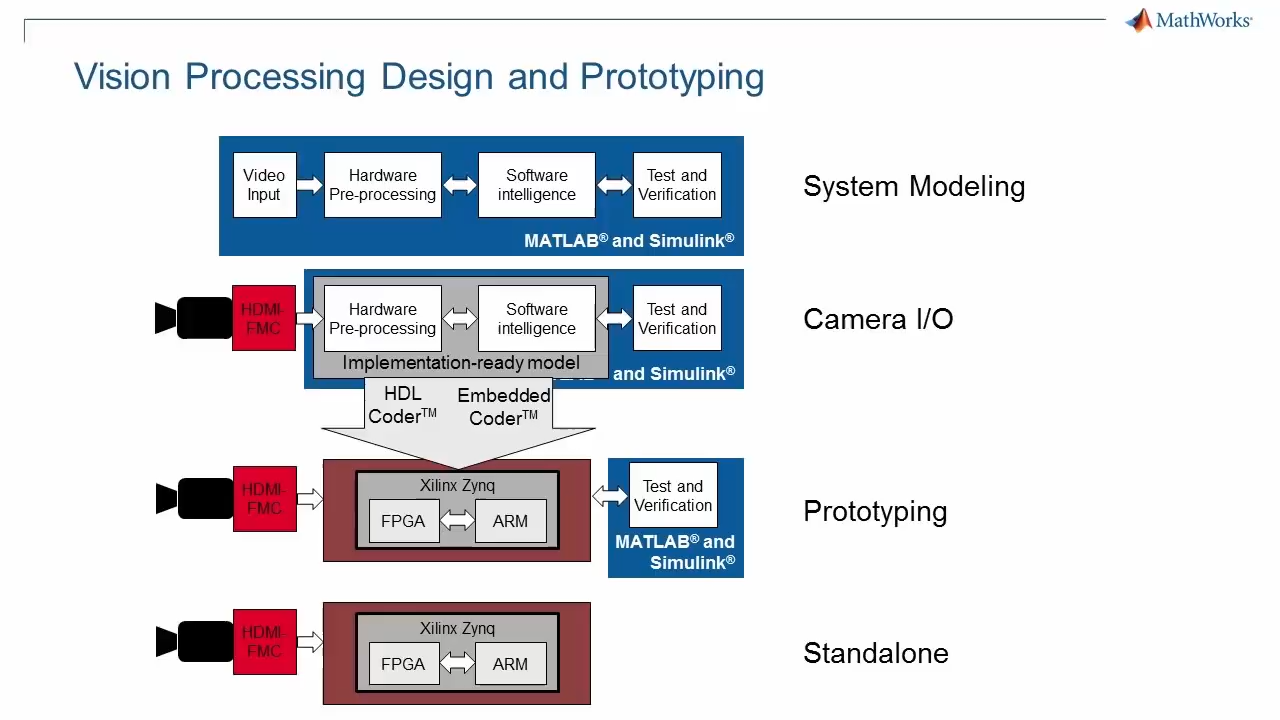 MathWorks®
Vision Processing Design and Prototyping
Video
Input
Hardware
Pre-processing
Software
intelligence
Test and
Verification
MATLAB® and Simulink®
System Modeling
HDMI-
FMC
Hardware
Pre-processing
Software
intelligence
Test and
Verification
Implementation-ready model
and Simulink®
Camera I/O
HDL
Coder™
Embedded
Coder™
HDMI-
FMC
Xilinx Zynq
FPGA
ARM
Test and
Verification
MATLAB® and
Simulink®
Prototyping
HDMI-
FMC
Xilinx Zynq
FPGA
ARM
Standalone